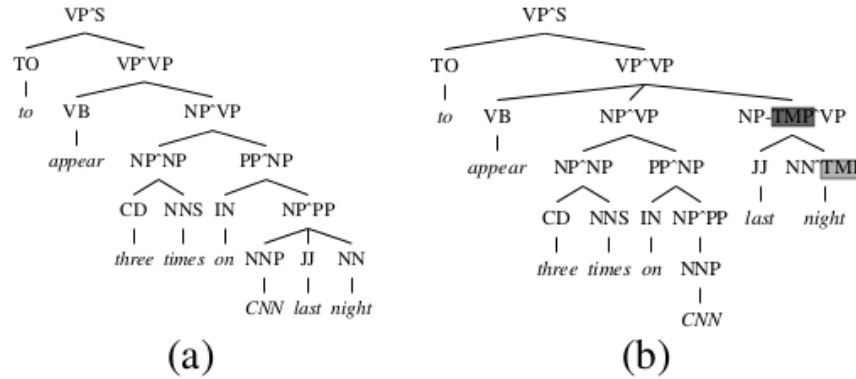 VP^S VP^S
TO VP^VP TO VP^VP
to VB NP^VP to VB NP^VP NP-TMP^VP
appear NP^NP PP^NP appear NP^NP PP^NP JJ NN^TMP
CD NNS IN NP^PP CD NNS IN NP^PP last night
three times on NNP JJ NN three times on NNP
CNN last night CNN
(a) (b)